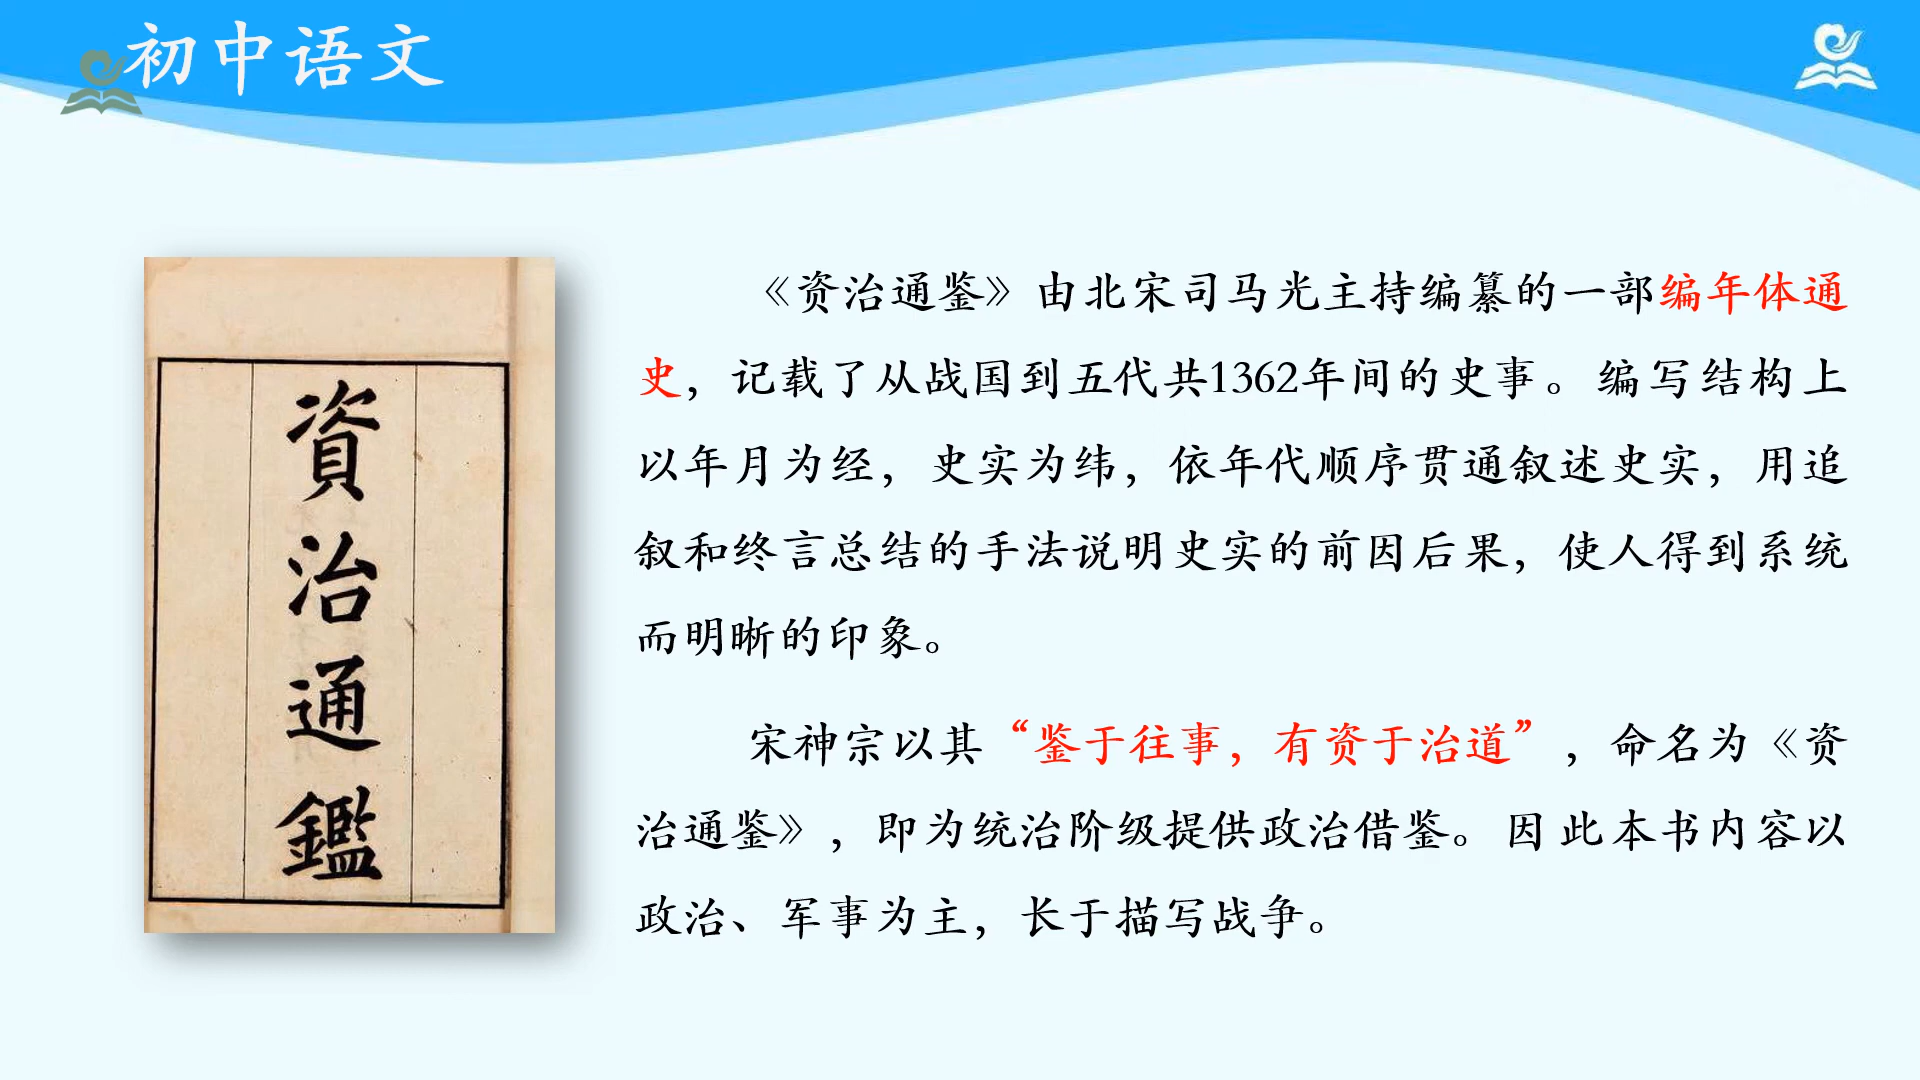 初中语文
資治通鑑
《资治通鉴》由北宋司马光主持编纂的一部编年体通
史，记载了从战国到五代共1362年间的史事。编写结构上
以年月为经，史实为纬，依年代顺序贯通叙述史实，用追
叙和终言总结的手法说明史实的前因后果，使人得到系统
而明晰的印象。
宋神宗以其“鉴于往事，有资于治道”，命名为《资
治通鉴》，即为统治阶级提供政治借鉴。因此本书内容以
政治、军事为主，长于描写战争。